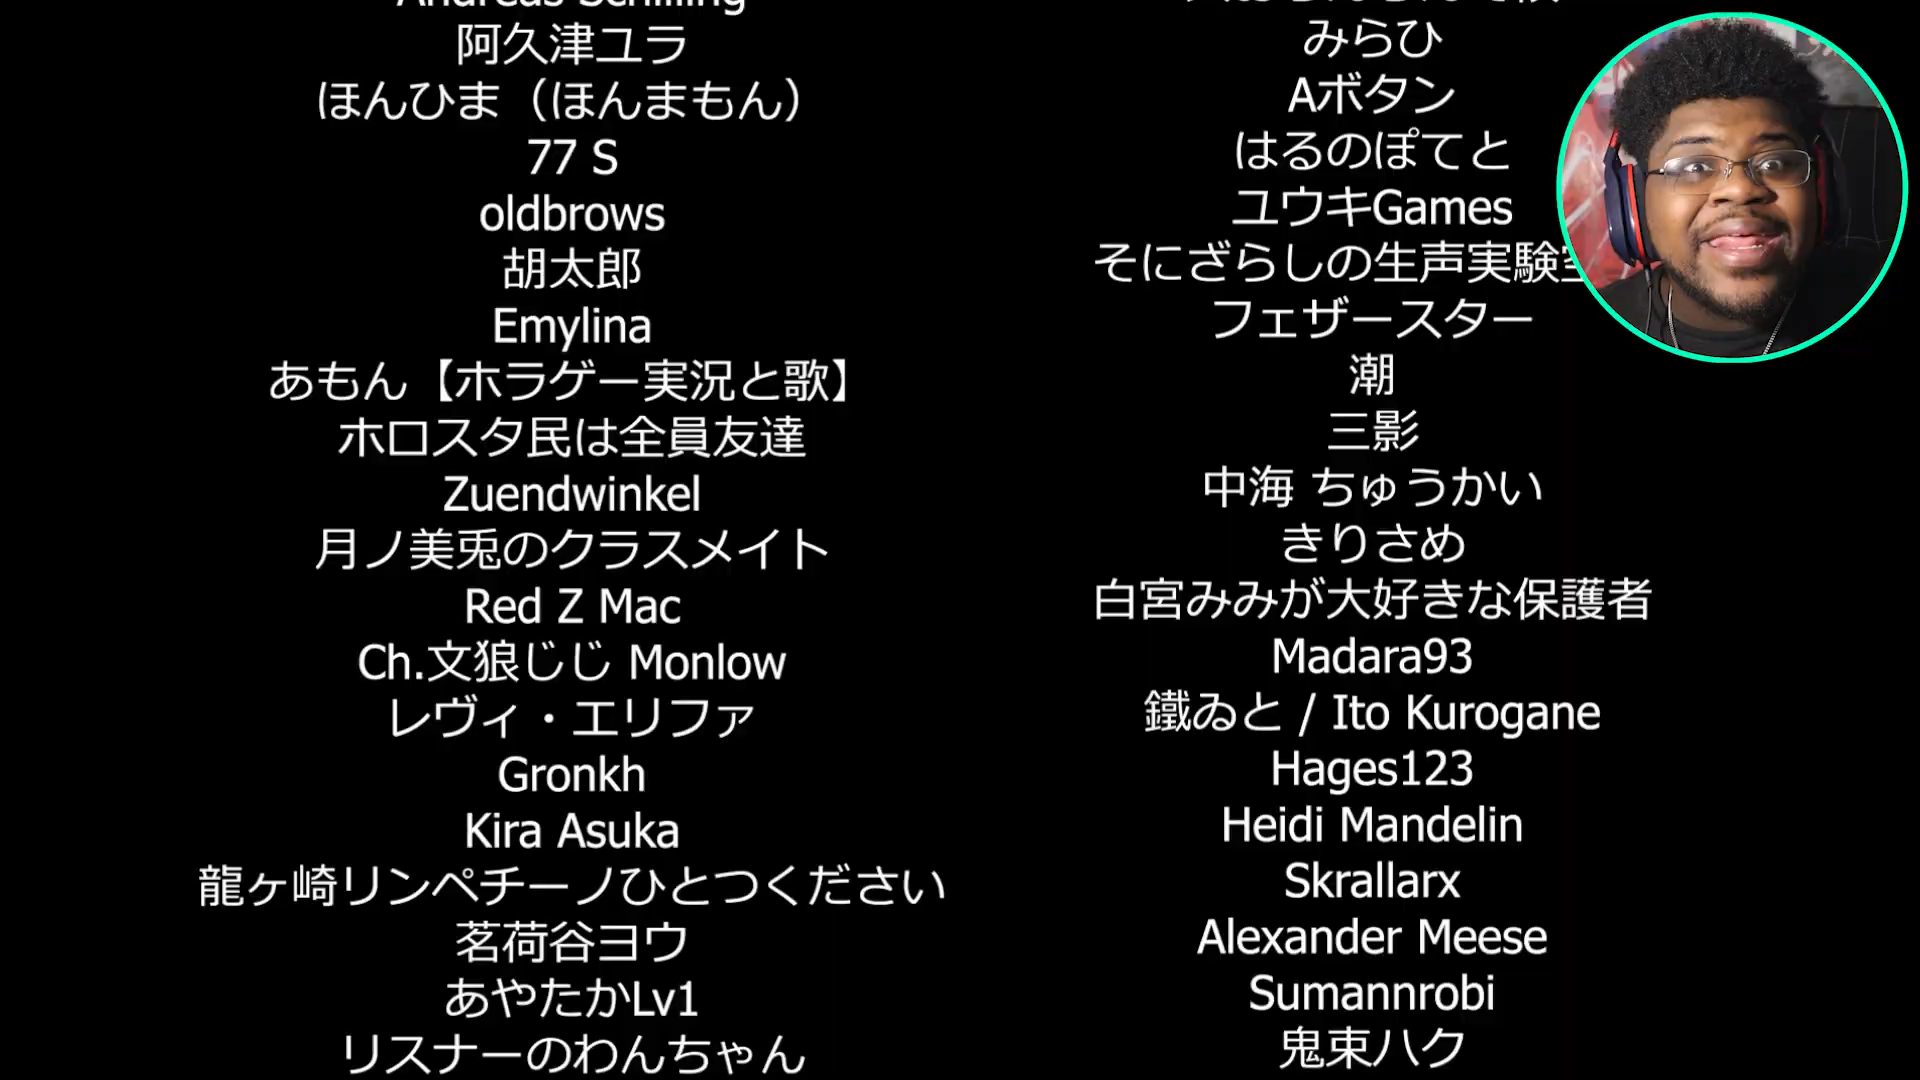 Andreas Schilling
阿久津ユラ
ほんひま（ほんまもん）
77 S
oldbrows
胡太郎
Emylina
あもん【ホラゲー実況と歌】
ホロスタ民は全員友達
Zuendwinkel
月ノ美兎のクラスメイト
Red Z Mac
Ch.文狼じじ Monlow
レヴィ・エリファ
Gronkh
Kira Asuka
龍ヶ崎リンペチーノひとつください
茗荷谷ヨウ
あやたかLv1
リスナーのわんちゃん
みらひ
Aボタン
はるのぽてと
ユウキGames
そにざらしの生声実験室
フェザースター
潮
三影
中海 ちゅうかい
きりさめ
白宮みみが大好きな保護者
Madara93
鐵ゐと / Ito Kurogane
Hages123
Heidi Mandelin
Skrallarx
Alexander Meese
Sumannrobi
鬼束ハク